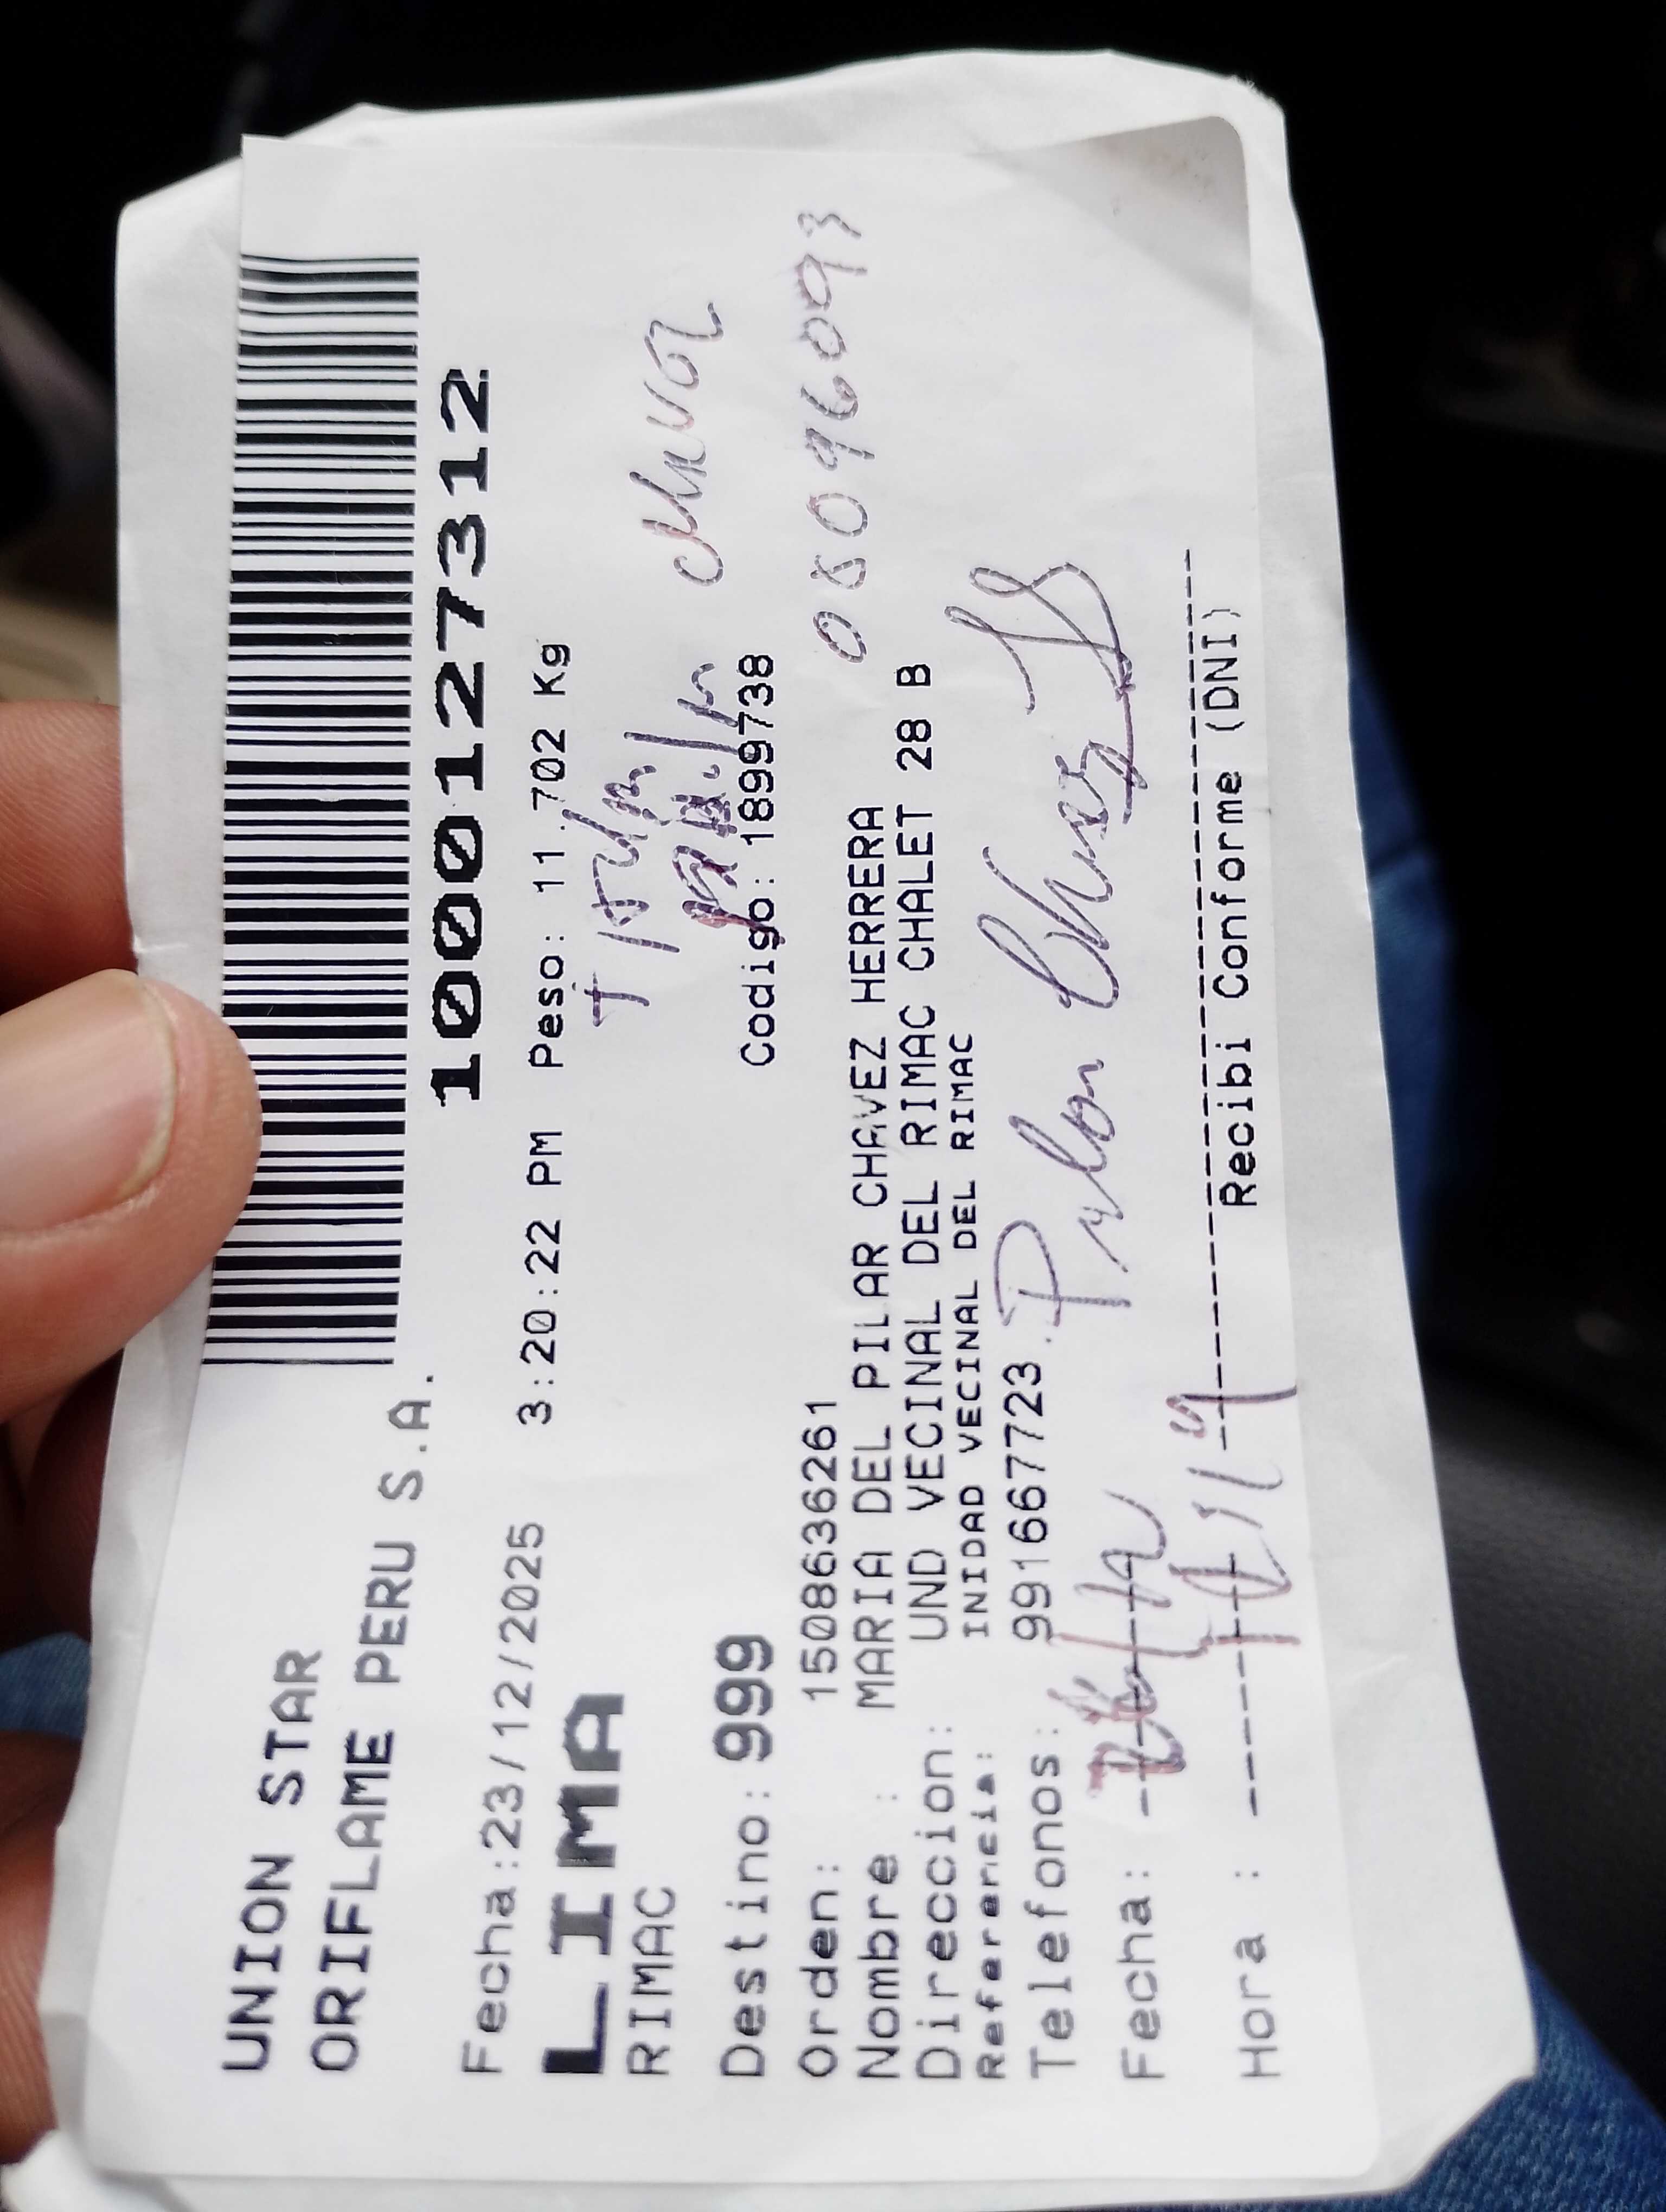 UNION STAR
ORIFLAME PERU S.A.
1000127312
Fecha:23/12/2025 3:20:22 PM Peso: 11.702 Kg
LIMA
RIMAC
Destino: 999 Codigo: 1899738
08096093
Orden: 1508636261
Nombre : MARIA DEL PILAR CHAVEZ HERRERA
Direccion: UND VECINAL DEL RIMAC CHALET 28 B
Referencia: INIDAD VECINAL DEL RIMAC
Telefonos: 991667723
Fecha:
Hora :
Recibi Conforme (DNI)